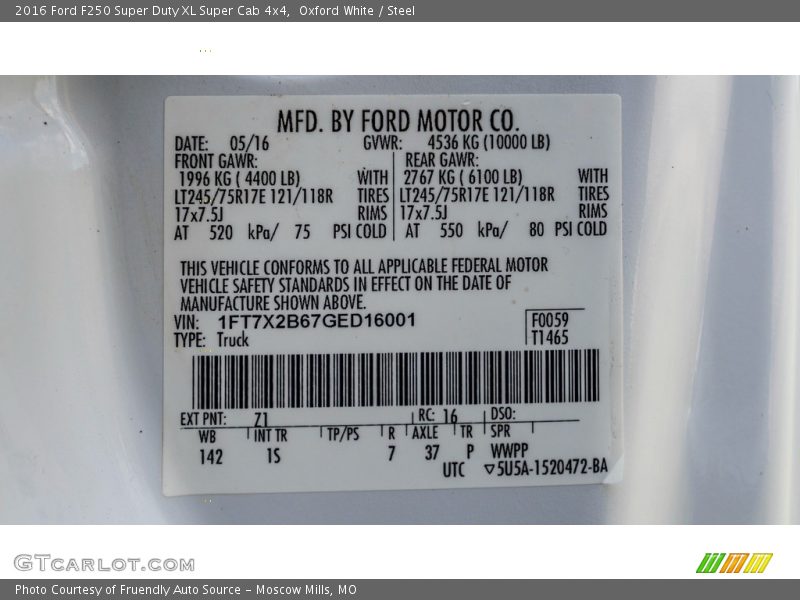 2016 Ford F250 Super Duty XL Super Cab 4x4, Oxford White / Steel
MFD. BY FORD MOTOR CO.
DATE: 05/16 GVWR: 4536 KG (10000 LB)
FRONT GAWR: REAR GAWR:
1996 KG ( 4400 LB) WITH 2767 KG ( 6100 LB) WITH
LT245/75R17E 121/118R TIRES LT245/75R17E 121/118R TIRES
17x7.5J RIMS 17x7.5J RIMS
AT 520 kPa/ 75 PSI COLD AT 550 kPa/ 80 PSI COLD
THIS VEHICLE CONFORMS TO ALL APPLICABLE FEDERAL MOTOR
VEHICLE SAFETY STANDARDS IN EFFECT ON THE DATE OF
MANUFACTURE SHOWN ABOVE.
VIN: 1FT7X2B67GED16001 F0059
TYPE: Truck T1465
EXT PNT: Z1 RC: 16 DSO:
WB INT TR TP/PS R AXLE TR SPR
142 1S 7 37 P WWPP
UTC ▽5U5A-1520472-BA
GTcarlot.com
Photo Courtesy of Fruendly Auto Source - Moscow Mills, MO